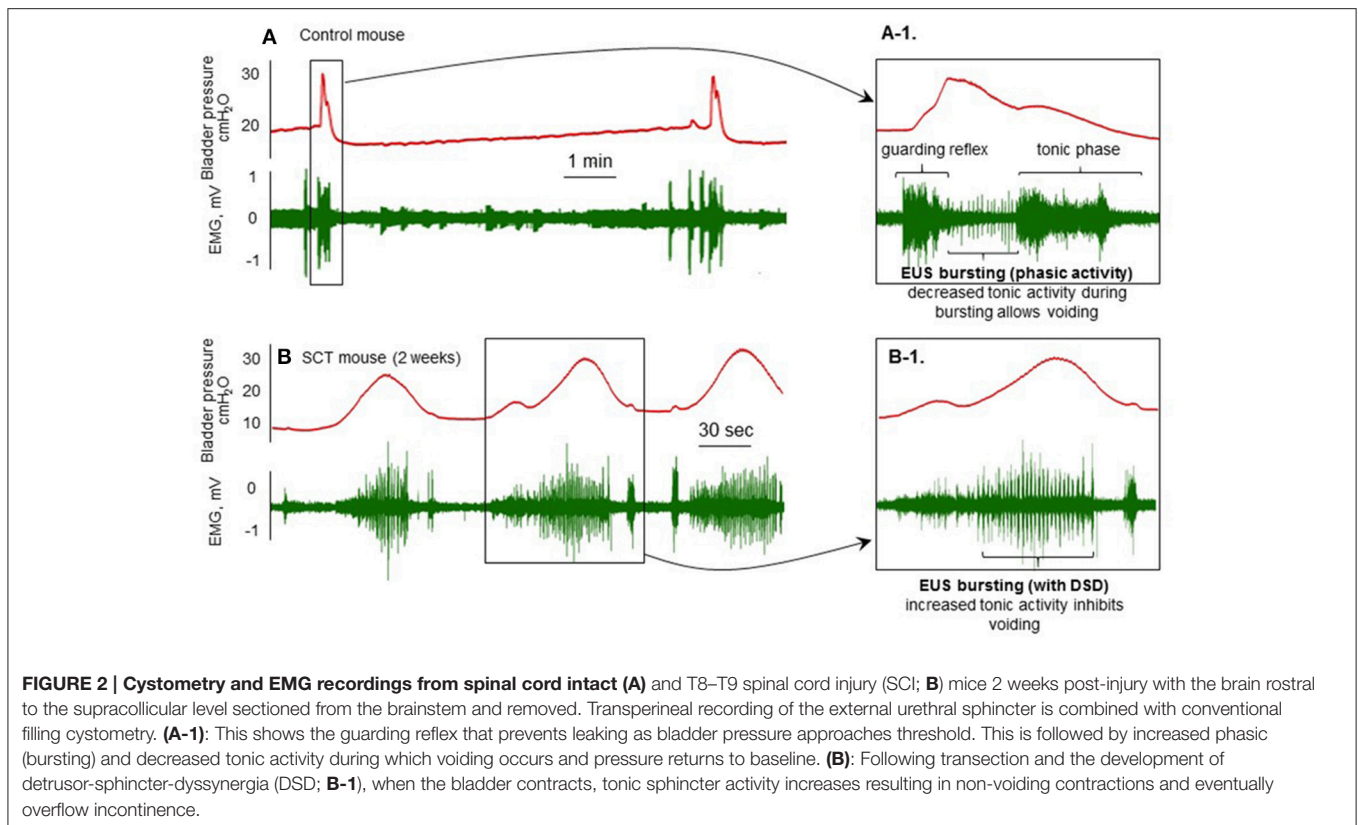 A Control mouse
A-1.
Bladder pressure
cmH2O
30
20
1 min
guarding reflex
tonic phase
EMG, mV
1
0
-1
EUS bursting (phasic activity)
decreased tonic activity during
bursting allows voiding
B SCT mouse (2 weeks)
B-1.
Bladder pressure
cmH2O
30
20
10
30 sec
EMG, mV
0
-1
EUS bursting (with DSD)
increased tonic activity inhibits
voiding
FIGURE 2 | Cystometry and EMG recordings from spinal cord intact (A) and T8–T9 spinal cord injury (SCI; B) mice 2 weeks post-injury with the brain rostral
to the supracollicular level sectioned from the brainstem and removed. Transperineal recording of the external urethral sphincter is combined with conventional
filling cystometry. (A-1): This shows the guarding reflex that prevents leaking as bladder pressure approaches threshold. This is followed by increased phasic
(bursting) and decreased tonic activity during which voiding occurs and pressure returns to baseline. (B): Following transection and the development of
detrusor-sphincter-dyssynergia (DSD; B-1), when the bladder contracts, tonic sphincter activity increases resulting in non-voiding contractions and eventually
overflow incontinence.